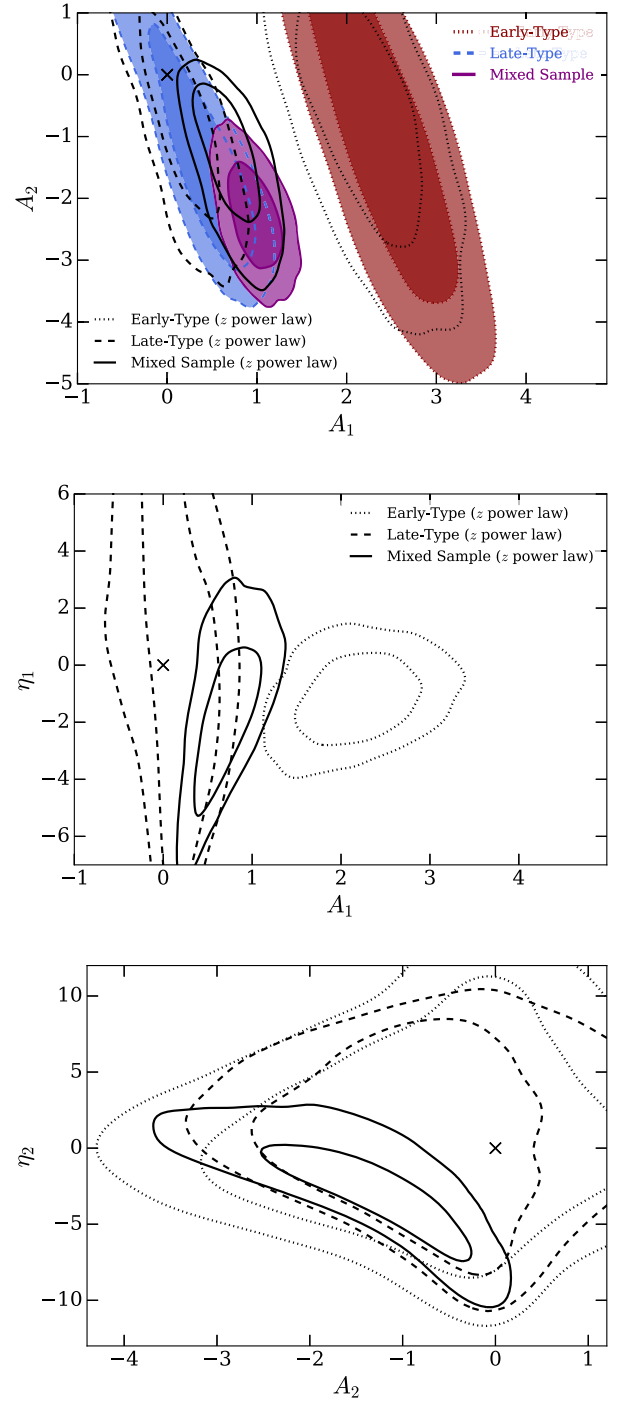 1
0
−1
−2
−3
−4
−5
A₂
Early-Type
Late-Type
Mixed Sample
Early-Type (z power law)
Late-Type (z power law)
Mixed Sample (z power law)
−1 0 1 2 3 4
A₁
6
4
2
0
−2
−4
−6
η₁
Early-Type (z power law)
Late-Type (z power law)
Mixed Sample (z power law)
−1 0 1 2 3 4
A₁
10
5
0
−5
−10
η₂
−4 −3 −2 −1 0 1
A₂